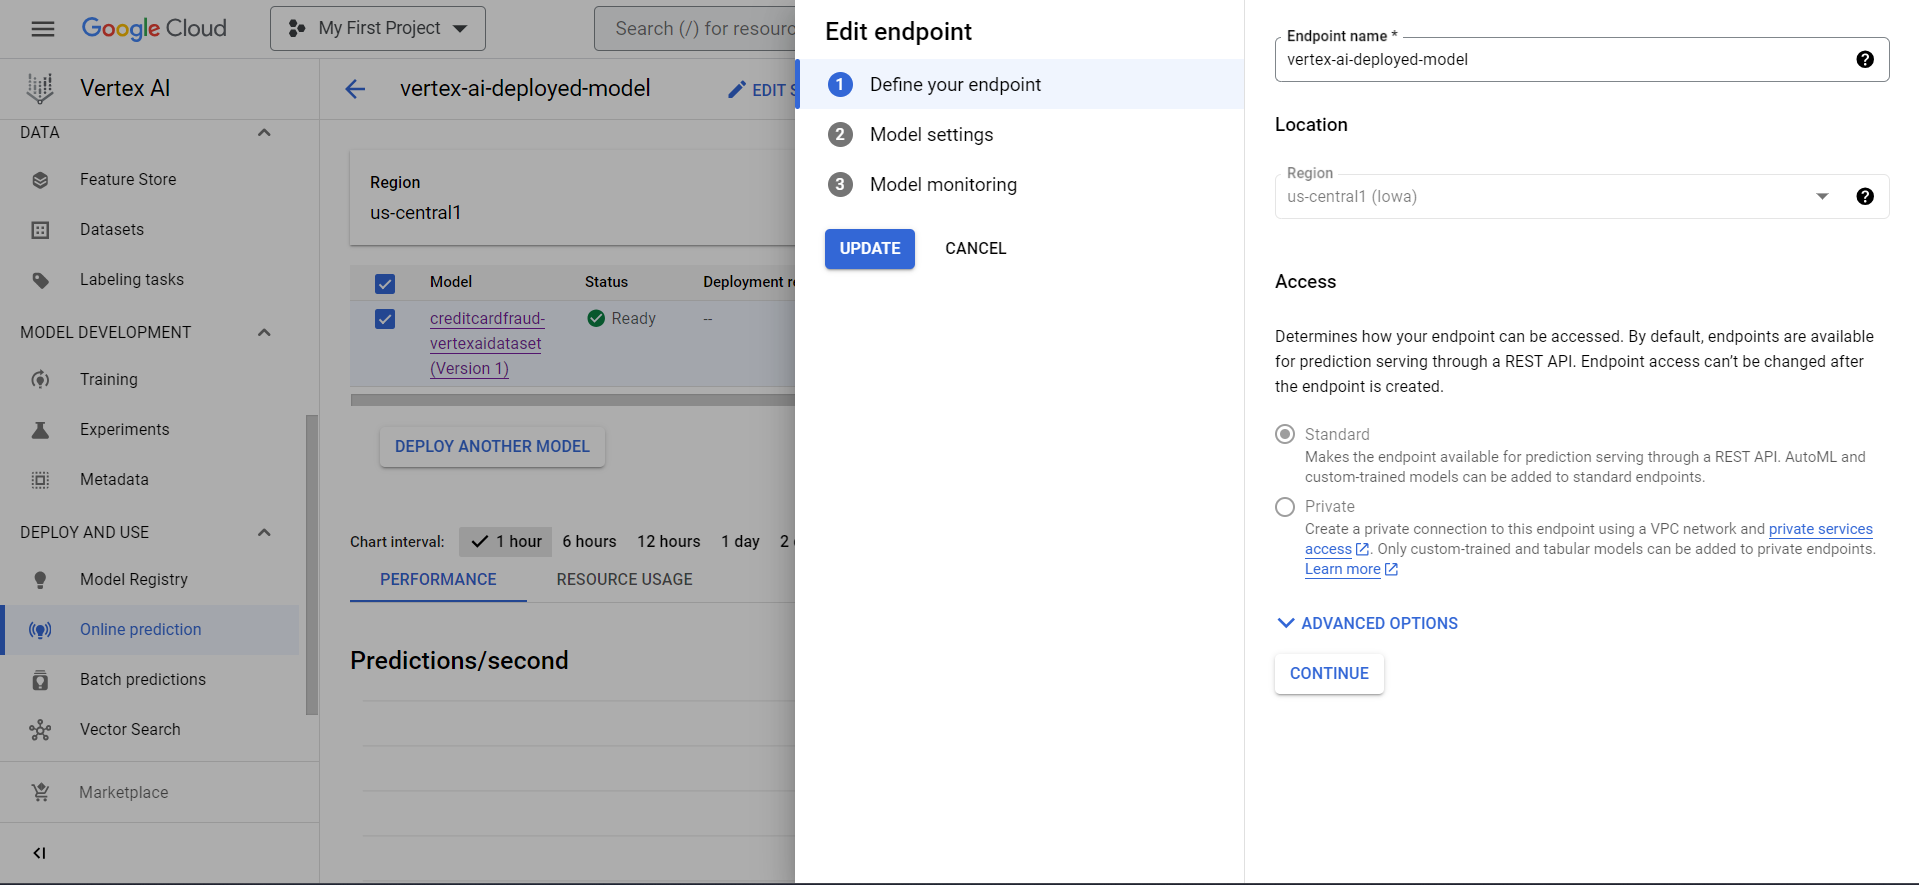 Google Cloud
My First Project
Search (/) for resourc
Vertex AI
DATA
Feature Store
Datasets
Labeling tasks
MODEL DEVELOPMENT
Training
Experiments
Metadata
DEPLOY AND USE
Model Registry
Online prediction
Batch predictions
Vector Search
Marketplace
vertex-ai-deployed-model
EDIT S
Region
us-central1
Model Status Deployment re
creditcardfraud-
vertexaidataset
(Version 1)
Ready
--
DEPLOY ANOTHER MODEL
Chart interval: 1 hour 6 hours 12 hours 1 day 2
PERFORMANCE RESOURCE USAGE
Predictions/second
Edit endpoint
1 Define your endpoint
2 Model settings
3 Model monitoring
UPDATE CANCEL
Endpoint name *
vertex-ai-deployed-model
Location
Region
us-central1 (Iowa)
Access
Determines how your endpoint can be accessed. By default, endpoints are available
for prediction serving through a REST API. Endpoint access can't be changed after
the endpoint is created.
Standard
Makes the endpoint available for prediction serving through a REST API. AutoML and
custom-trained models can be added to standard endpoints.
Private
Create a private connection to this endpoint using a VPC network and private services
access. Only custom-trained and tabular models can be added to private endpoints.
Learn more
ADVANCED OPTIONS
CONTINUE